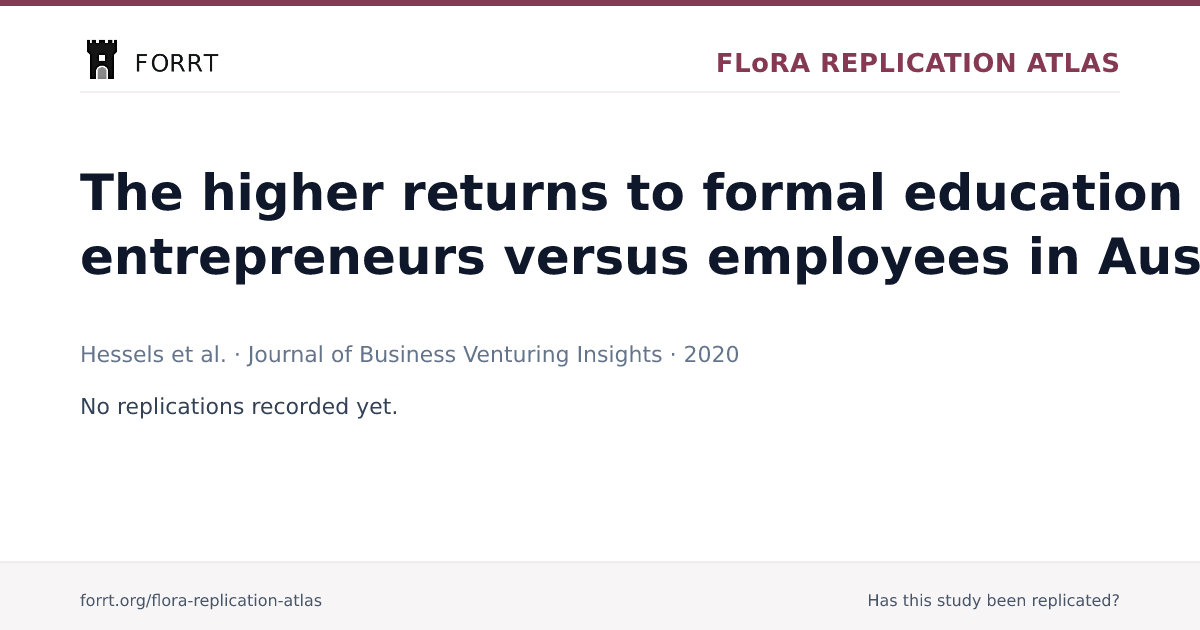 FORRT
FLoRA REPLICATION ATLAS
The higher returns to formal education
entrepreneurs versus employees in Aus
Hessels et al. · Journal of Business Venturing Insights · 2020
No replications recorded yet.
forrt.org/flora-replication-atlas
Has this study been replicated?